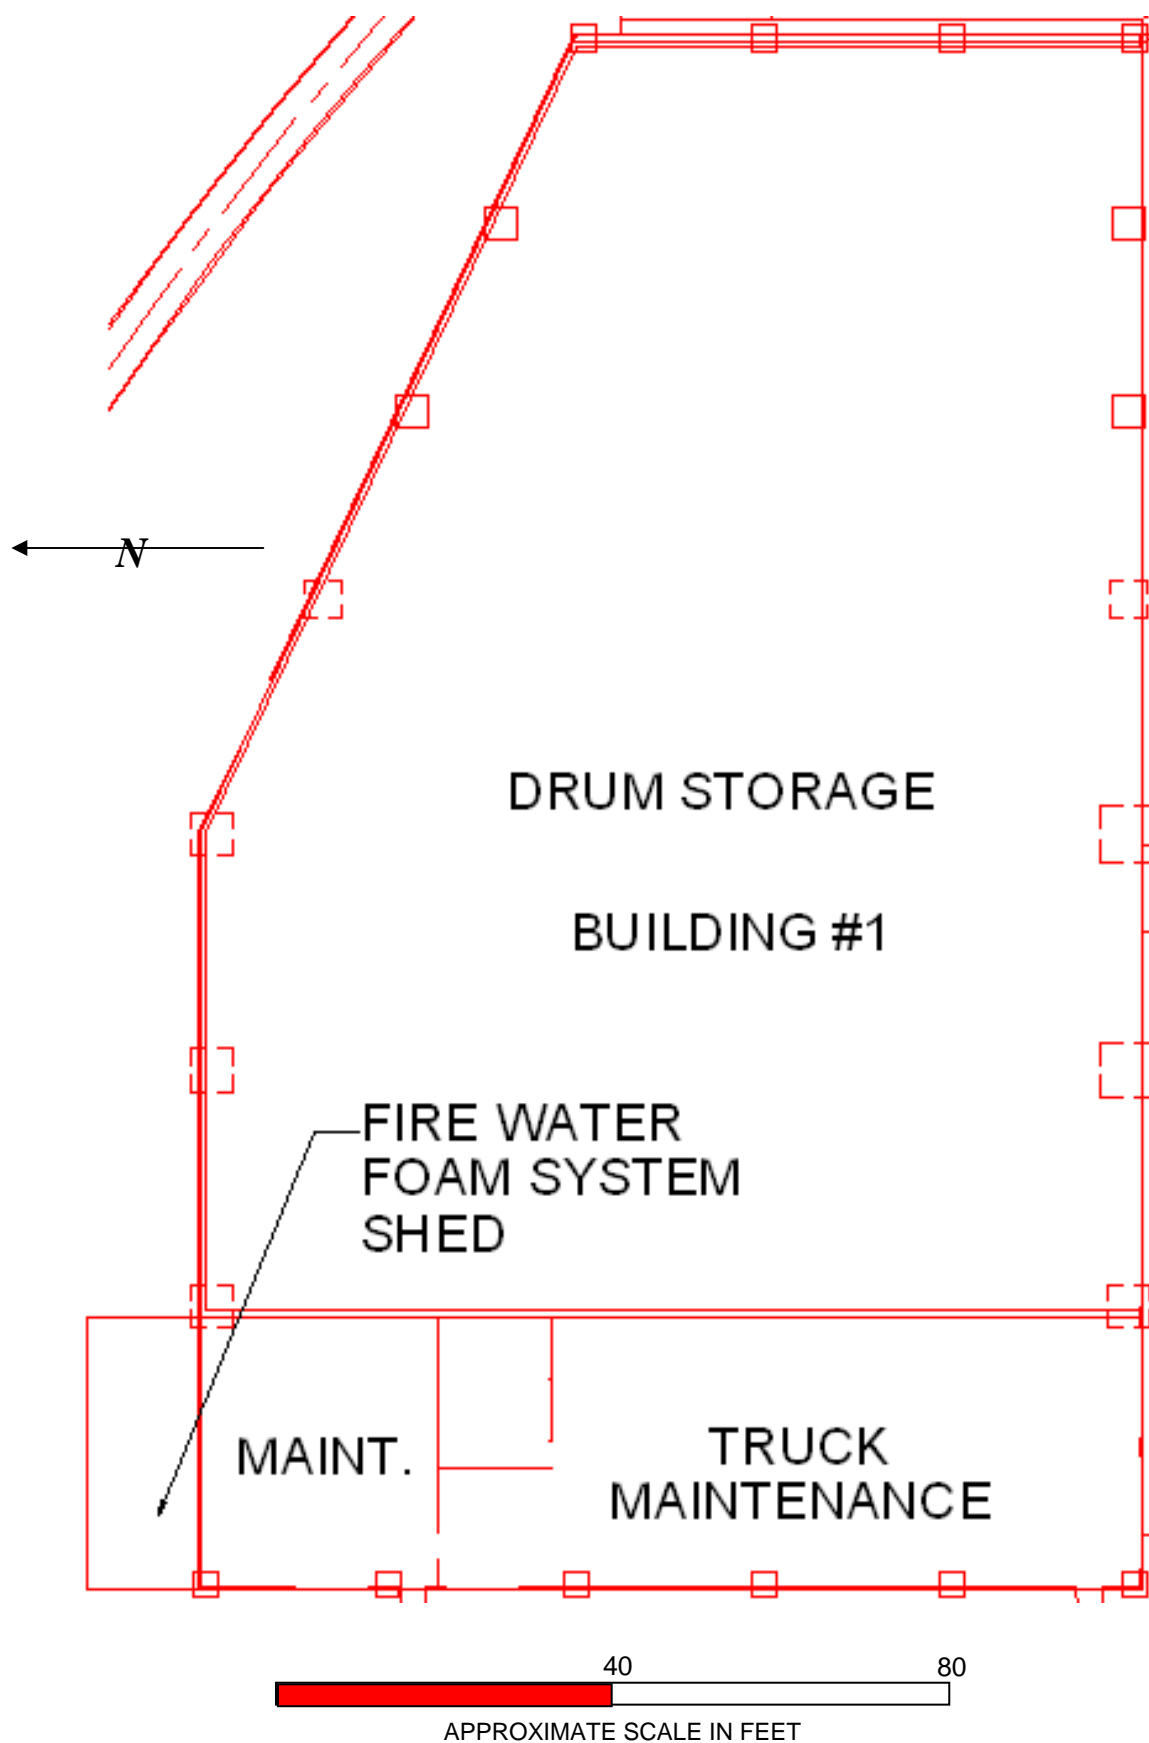 N
DRUM STORAGE
BUILDING #1
FIRE WATER
FOAM SYSTEM
SHED
MAINT.
TRUCK
MAINTENANCE
40
80
APPROXIMATE SCALE IN FEET